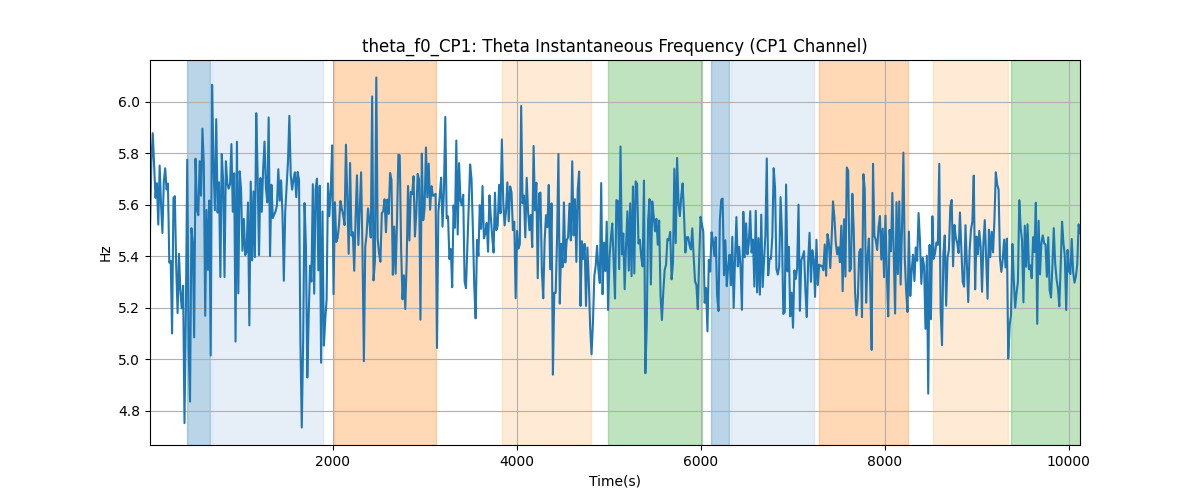 theta_f0_CP1: Theta Instantaneous Frequency (CP1 Channel)
Hz
6.0
5.8
5.6
5.4
5.2
5.0
4.8
2000 4000 6000 8000 10000
Time(s)